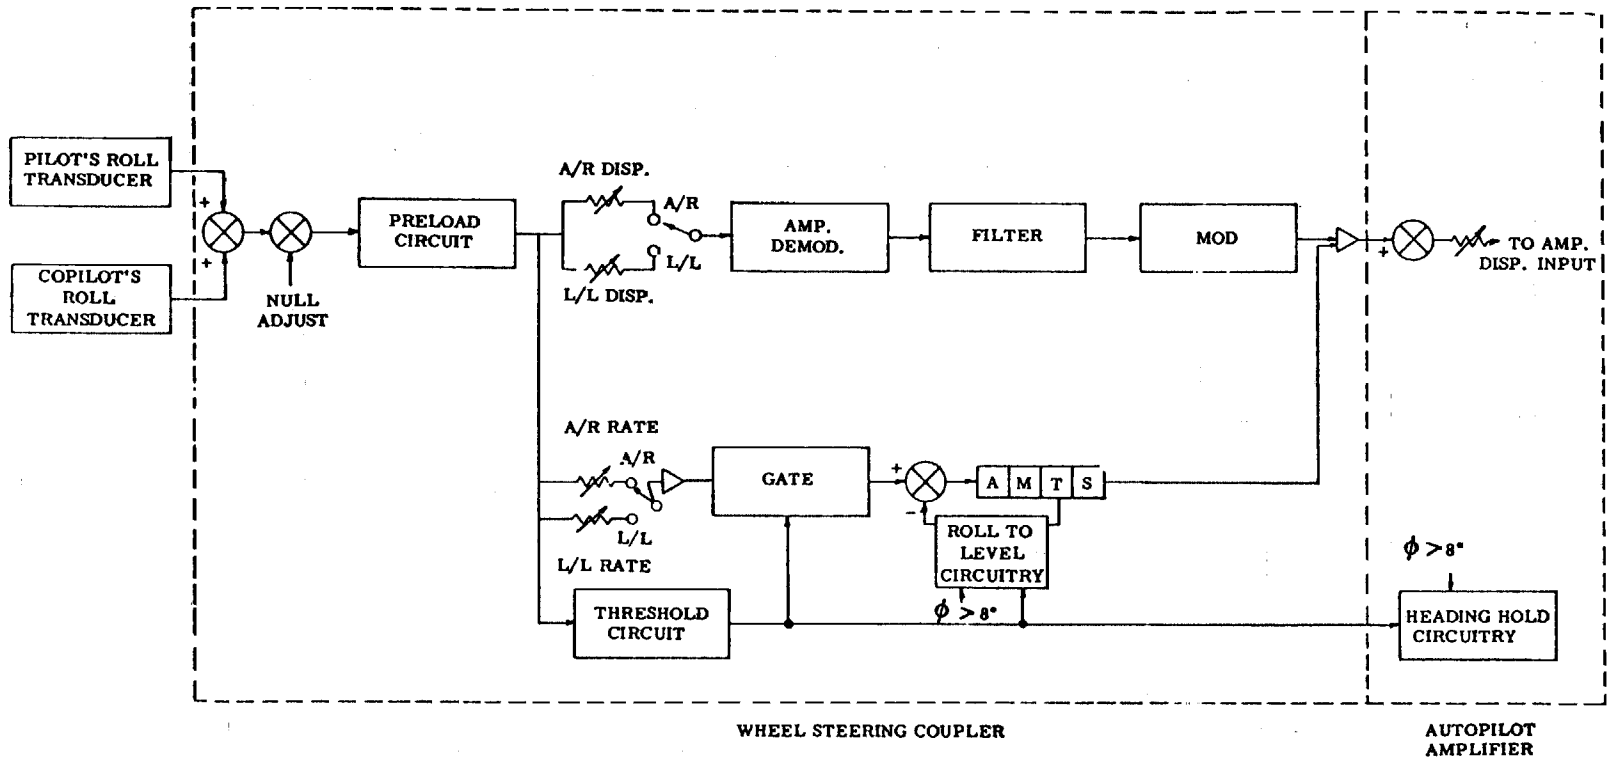 PILOT'S ROLL
TRANSDUCER
COPILOT'S
ROLL
TRANSDUCER
+
+
NULL
ADJUST
PRELOAD
CIRCUIT
A/R DISP.
A/R
L/L
L/L DISP.
AMP.
DEMOD.
FILTER
MOD
+
TO AMP.
DISP. INPUT
A/R RATE
A/R
L/L
L/L RATE
GATE
+
-
A M T S
ROLL TO
LEVEL
CIRCUITRY
ϕ > 8°
THRESHOLD
CIRCUIT
ϕ > 8°
HEADING HOLD
CIRCUITRY
WHEEL STEERING COUPLER
AUTOPILOT
AMPLIFIER